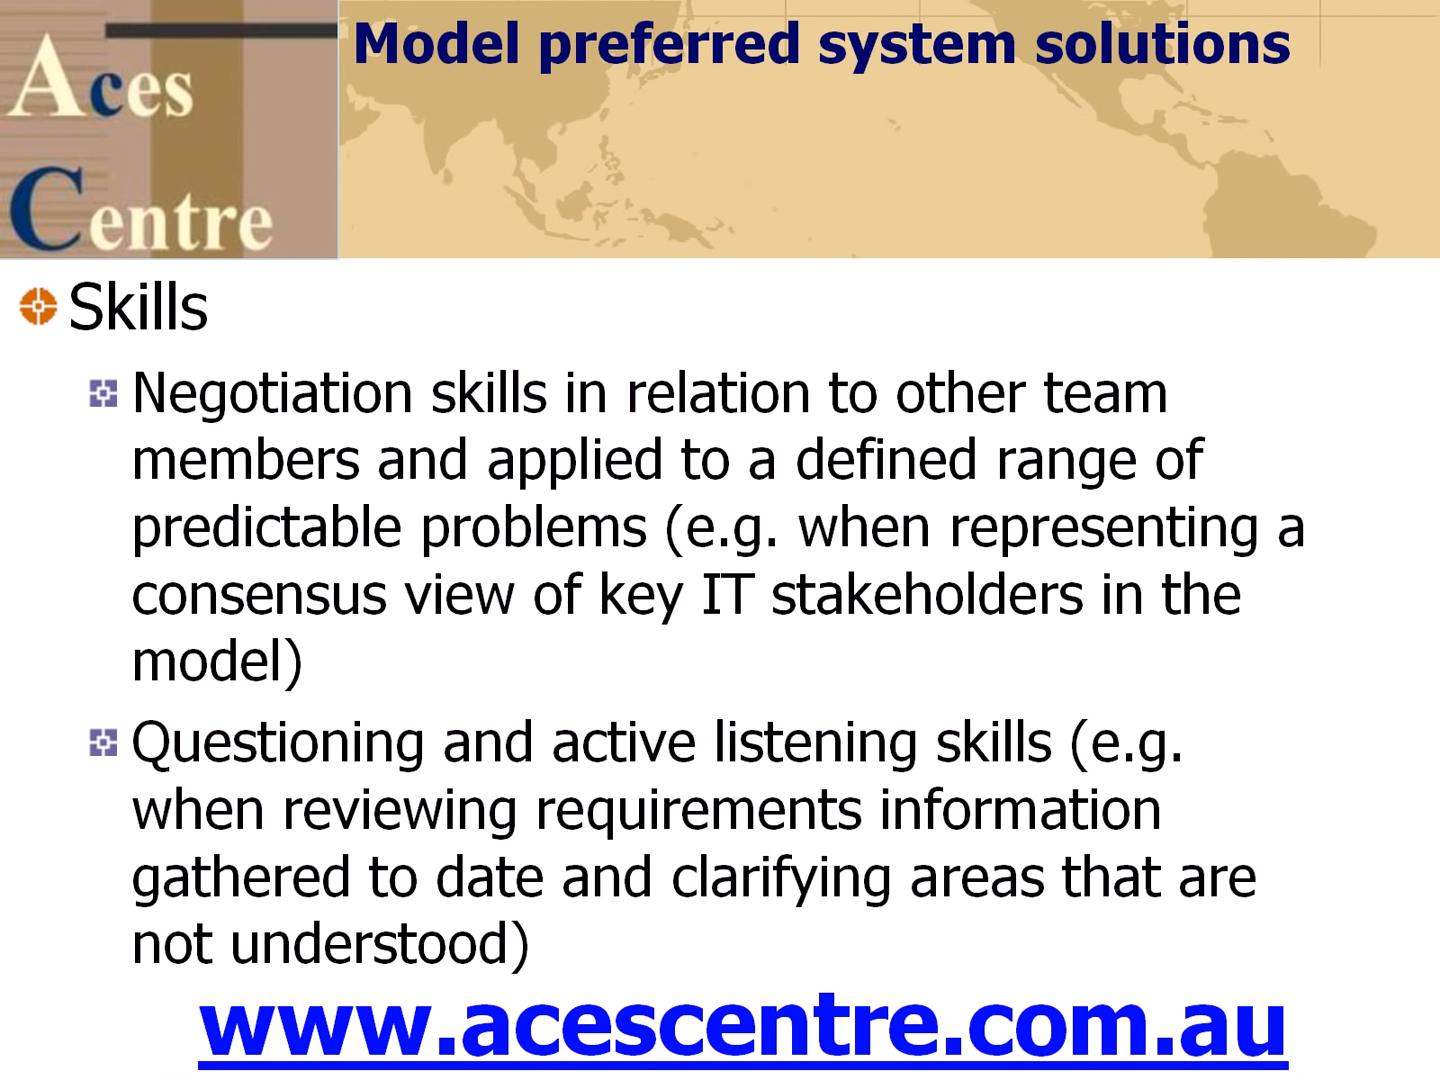 Aces
Centre
Model preferred system solutions
Skills
Negotiation skills in relation to other team
members and applied to a defined range of
predictable problems (e.g. when representing a
consensus view of key IT stakeholders in the
model)
Questioning and active listening skills (e.g.
when reviewing requirements information
gathered to date and clarifying areas that are
not understood)
www.acescentre.com.au